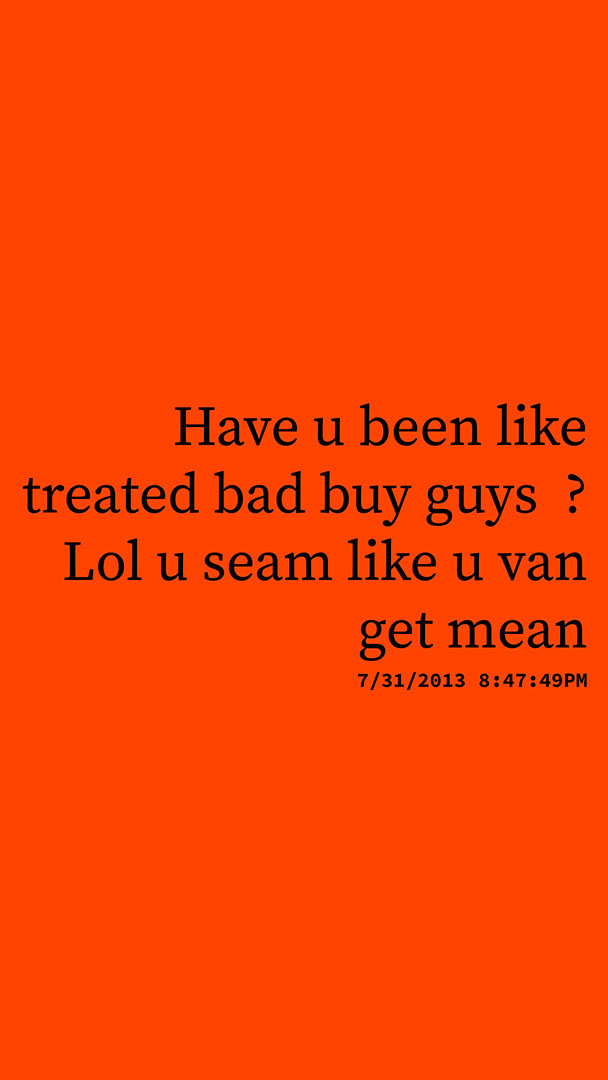 Have u been like
treated bad buy guys  ?
Lol u seam like u van
get mean
7/31/2013 8:47:49PM